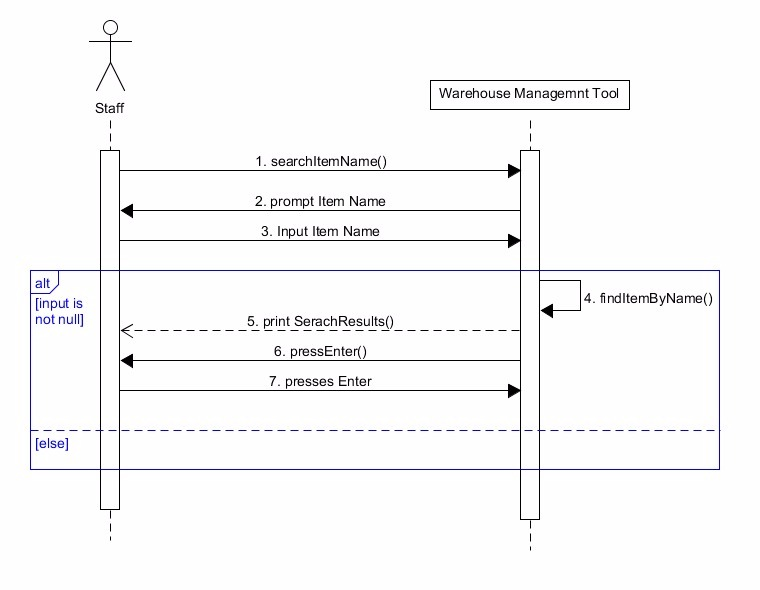 Staff
Warehouse Managemnt Tool
1. searchItemName()
2. prompt Item Name
3. Input Item Name
alt
[input is
not null]
4. findItemByName()
5. print SerachResults()
6. pressEnter()
7. presses Enter
[else]